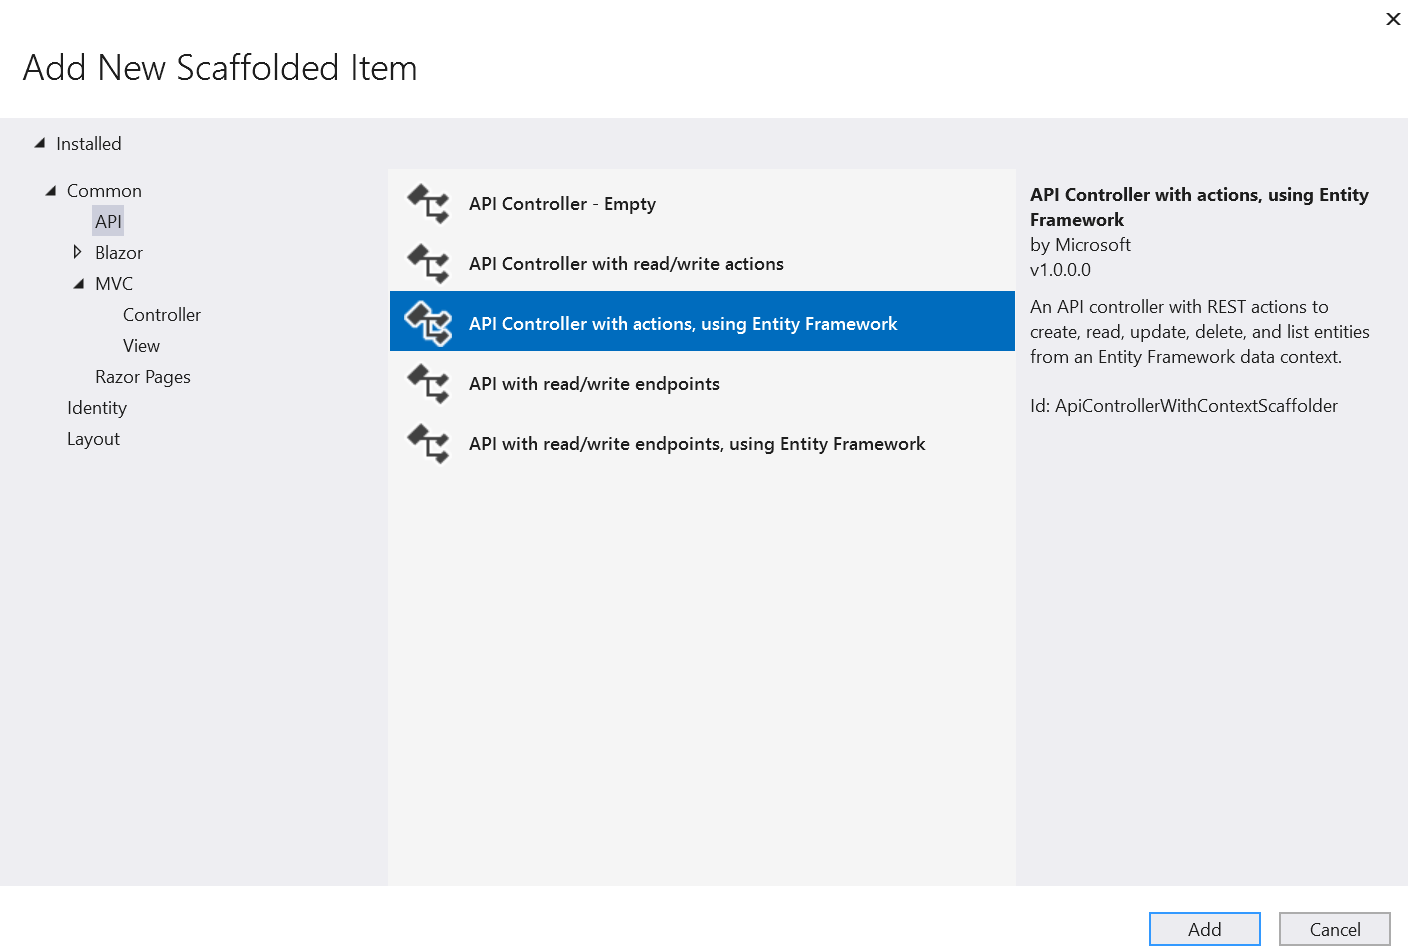 Add New Scaffolded Item
Installed
Common
API
Blazor
MVC
Controller
View
Razor Pages
Identity
Layout
API Controller - Empty
API Controller with read/write actions
API Controller with actions, using Entity Framework
API with read/write endpoints
API with read/write endpoints, using Entity Framework
API Controller with actions, using Entity
Framework
by Microsoft
v1.0.0.0
An API controller with REST actions to
create, read, update, delete, and list entities
from an Entity Framework data context.
Id: ApiControllerWithContextScaffolder
Add
Cancel